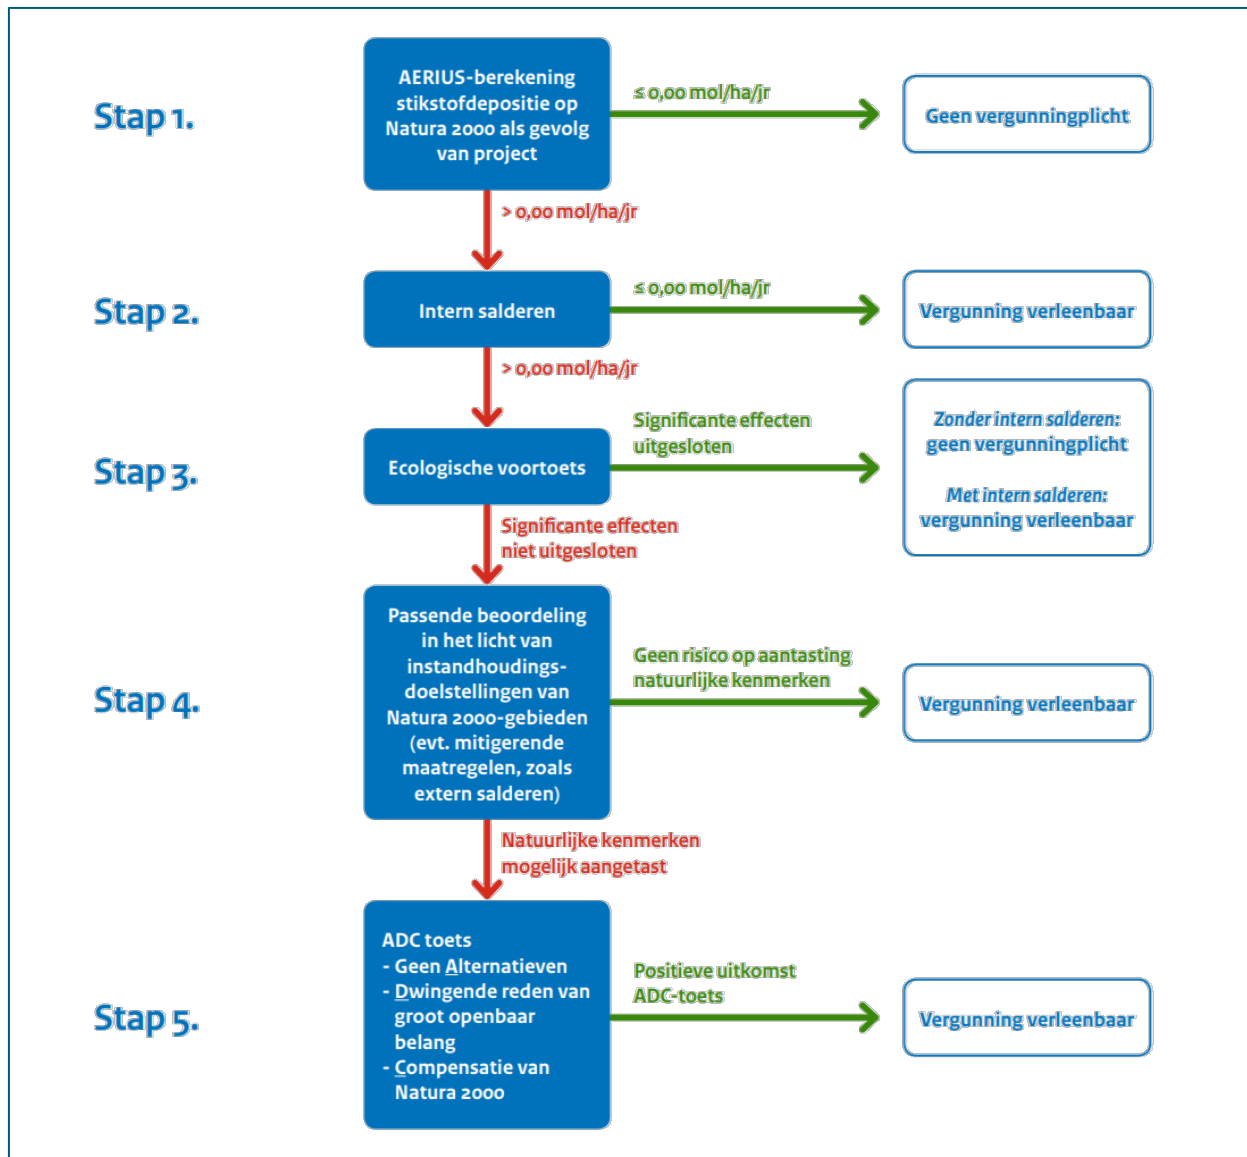 Stap 1.
AERIUS-berekening
stikstofdepositie op
Natura 2000 als gevolg
van project
≤ 0,00 mol/ha/jr
Geen vergunningplicht
> 0,00 mol/ha/jr
Stap 2.
Intern salderen
≤ 0,00 mol/ha/jr
Vergunning verleenbaar
> 0,00 mol/ha/jr
Stap 3.
Ecologische voortoets
Significante effecten
uitgesloten
Zonder intern salderen:
geen vergunningplicht
Met intern salderen:
vergunning verleenbaar
Significante effecten
niet uitgesloten
Stap 4.
Passende beoordeling
in het licht van
instandhoudings-
doelstellingen van
Natura 2000-gebieden
(evt. mitigerende
maatregelen, zoals
extern salderen)
Geen risico op aantasting
natuurlijke kenmerken
Vergunning verleenbaar
Natuurlijke kenmerken
mogelijk aangetast
Stap 5.
ADC toets
- Geen Alternatieven
- Dwingende reden van
groot openbaar
belang
- Compensatie van
Natura 2000
Positieve uitkomst
ADC-toets
Vergunning verleenbaar